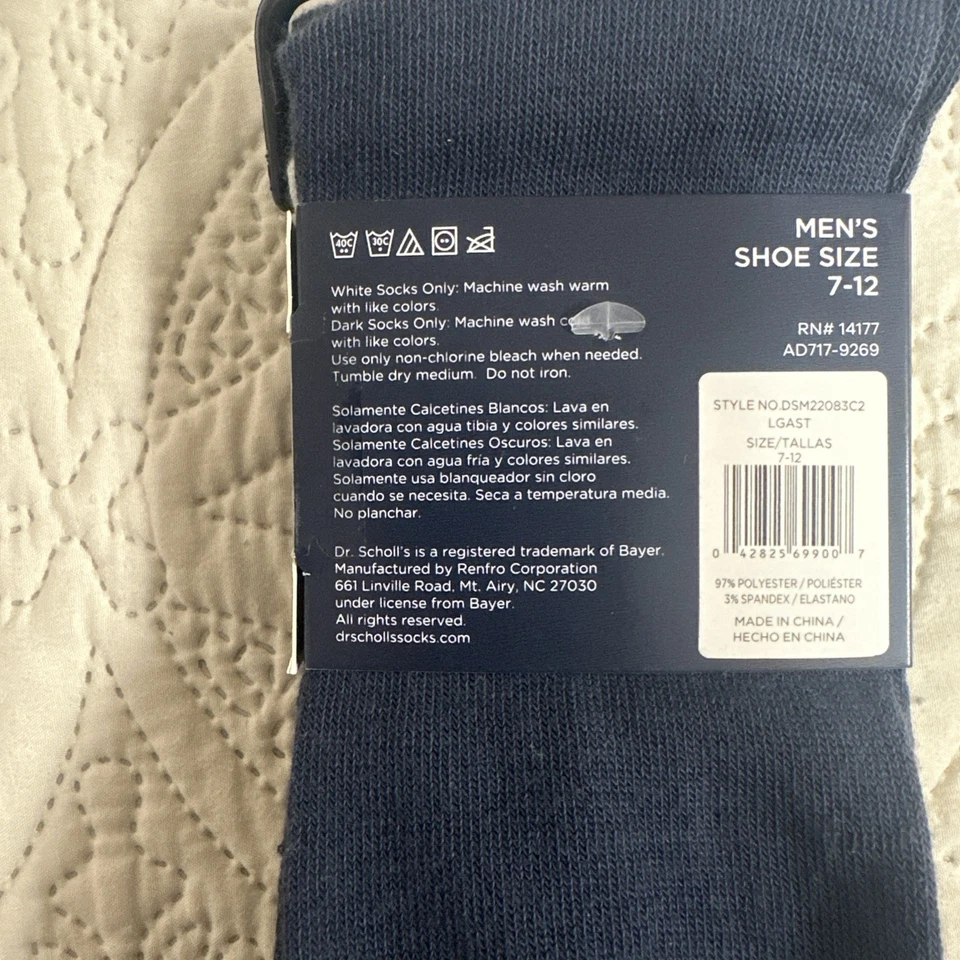 40C 30C
White Socks Only: Machine wash warm
with like colors.
Dark Socks Only: Machine wash
with like colors.
Use only non-chlorine bleach when needed.
Tumble dry medium. Do not iron.
Solamente Calcetines Blancos: Lava en
lavadora con agua tibia y colores similares.
Solamente Calcetines Oscuros: Lava en
lavadora con agua fría y colores similares.
Solamente usa blanqueador sin cloro
cuando se necesita. Seca a temperatura media.
No planchar.
Dr. Scholl's is a registered trademark of Bayer.
Manufactured by Renfro Corporation
661 Linville Road, Mt. Airy, NC 27030
under license from Bayer.
All rights reserved.
drschollssocks.com
MEN'S
SHOE SIZE
7-12
RN# 14177
AD717-9269
STYLE NO.DSM22083C2
LGAST
SIZE/TALLAS
7-12
0 42825 69900 7
97% POLYESTER / POLIÉSTER
3% SPANDEX / ELASTANO
MADE IN CHINA /
HECHO EN CHINA